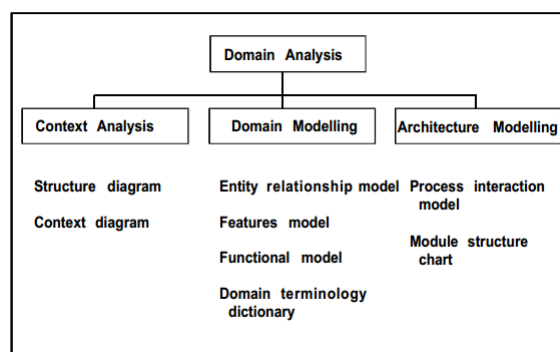 Domain Analysis
Context Analysis
Domain Modelling
Architecture Modelling
Structure diagram
Context diagram
Entity relationship model
Features model
Functional model
Domain terminology
dictionary
Process interaction
model
Module structure
chart